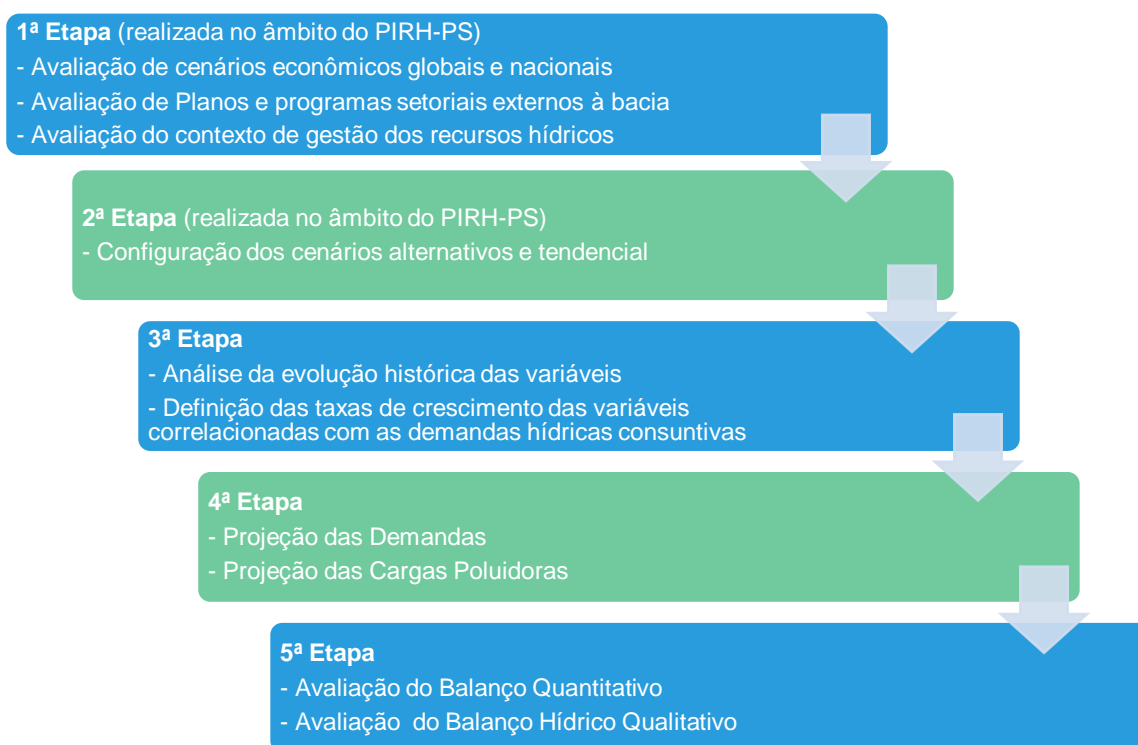 1ª Etapa (realizada no âmbito do PIRH-PS)
- Avaliação de cenários econômicos globais e nacionais
- Avaliação de Planos e programas setoriais externos à bacia
- Avaliação do contexto de gestão dos recursos hídricos
2ª Etapa (realizada no âmbito do PIRH-PS)
- Configuração dos cenários alternativos e tendencial
3ª Etapa
- Análise da evolução histórica das variáveis
- Definição das taxas de crescimento das variáveis
correlacionadas com as demandas hídricas consuntivas
4ª Etapa
- Projeção das Demandas
- Projeção das Cargas Poluidoras
5ª Etapa
- Avaliação do Balanço Quantitativo
- Avaliação do Balanço Hídrico Qualitativo